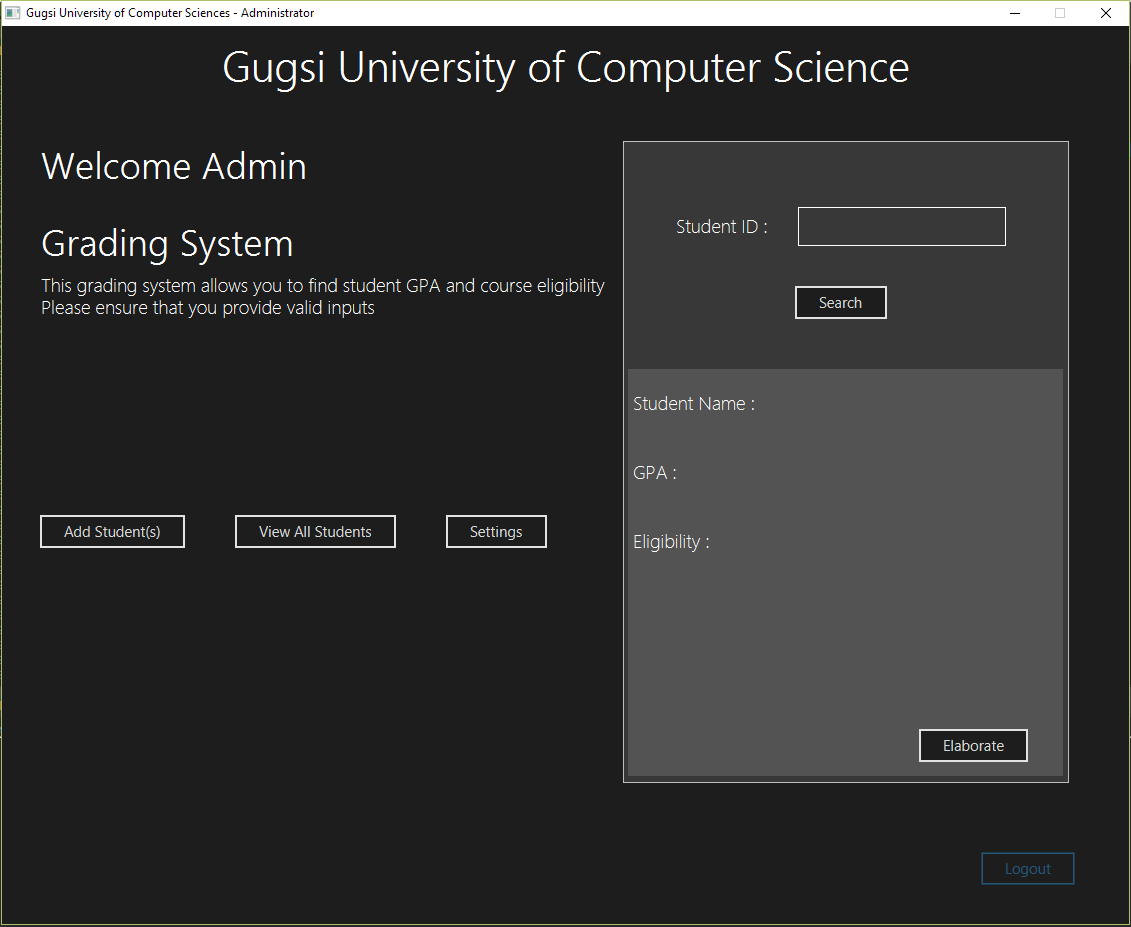 Gugsi University of Computer Sciences - Administrator
Gugsi University of Computer Science
Welcome Admin
Grading System
This grading system allows you to find student GPA and course eligibility
Please ensure that you provide valid inputs
Add Student(s)
View All Students
Settings
Student ID :
Search
Student Name :
GPA :
Eligibility :
Elaborate
Logout